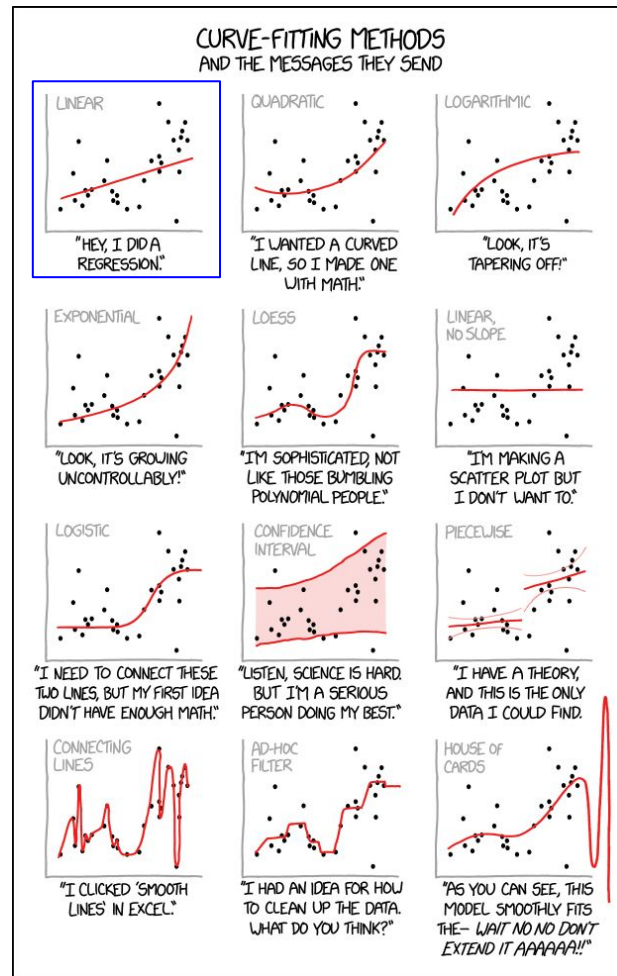 CURVE-FITTING METHODS
AND THE MESSAGES THEY SEND
LINEAR
"HEY, I DID A
REGRESSION."
QUADRATIC
"I WANTED A CURVED
LINE, SO I MADE ONE
WITH MATH."
LOGARITHMIC
"LOOK, IT'S
TAPERING OFF!"
EXPONENTIAL
"LOOK, IT'S GROWING
UNCONTROLLABLY!"
LOESS
"I'M SOPHISTICATED, NOT
LIKE THOSE BUMBLING
POLYNOMIAL PEOPLE."
LINEAR,
NO SLOPE
"I'M MAKING A
SCATTER PLOT BUT
I DON'T WANT TO."
LOGISTIC
"I NEED TO CONNECT THESE
TWO LINES, BUT MY FIRST IDEA
DIDN'T HAVE ENOUGH MATH."
CONFIDENCE
INTERVAL
"LISTEN, SCIENCE IS HARD.
BUT I'M A SERIOUS
PERSON DOING MY BEST."
PIECEWISE
"I HAVE A THEORY,
AND THIS IS THE ONLY
DATA I COULD FIND.
CONNECTING
LINES
"I CLICKED 'SMOOTH
LINES' IN EXCEL."
AD-HOC
FILTER
"I HAD AN IDEA FOR HOW
TO CLEAN UP THE DATA.
WHAT DO YOU THINK?"
HOUSE OF
CARDS
"AS YOU CAN SEE, THIS
MODEL SMOOTHLY FITS
THE- WAIT NO NO DON'T
EXTEND IT AAAAAA!!"